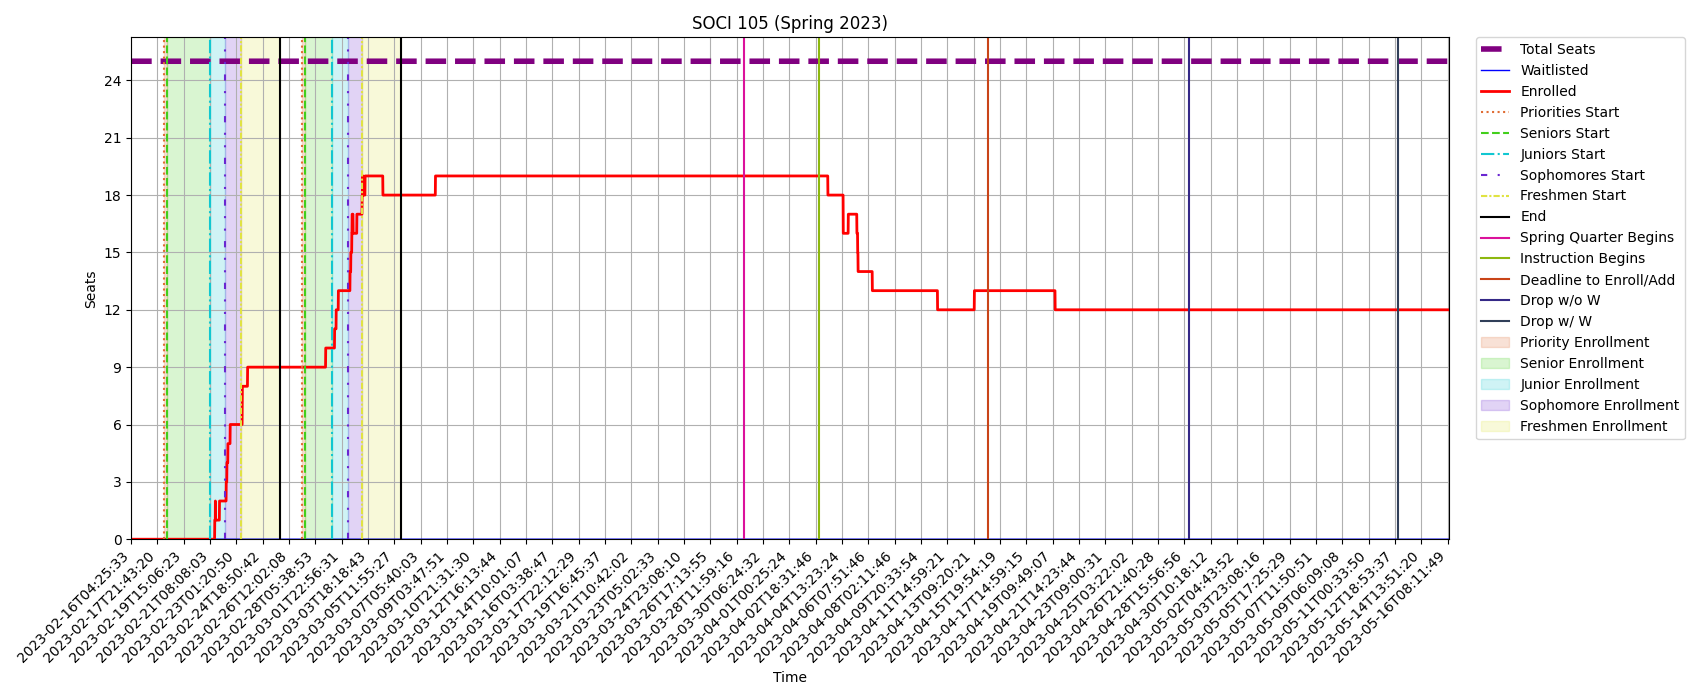 SOCI 105 (Spring 2023)
Seats
24
21
18
15
12
9
6
3
0
2023-02-16T04:25:33
2023-02-17T21:43:20
2023-02-19T15:06:23
2023-02-21T08:08:03
2023-02-23T01:20:50
2023-02-24T18:50:42
2023-02-26T12:02:08
2023-02-28T05:38:53
2023-03-01T22:56:31
2023-03-03T18:18:43
2023-03-05T11:55:27
2023-03-07T05:40:03
2023-03-09T03:47:51
2023-03-10T21:31:30
2023-03-12T16:13:44
2023-03-14T10:01:07
2023-03-16T03:38:47
2023-03-17T22:12:29
2023-03-19T16:45:37
2023-03-21T10:42:02
2023-03-23T05:02:33
2023-03-24T23:08:10
2023-03-26T17:13:55
2023-03-28T11:59:16
2023-03-30T06:24:32
2023-04-01T00:25:24
2023-04-02T18:31:46
2023-04-04T13:23:24
2023-04-06T07:51:46
2023-04-08T02:11:46
2023-04-09T20:33:54
2023-04-11T14:59:21
2023-04-13T09:20:21
2023-04-15T19:54:19
2023-04-17T14:59:15
2023-04-19T09:49:07
2023-04-21T14:23:44
2023-04-23T09:00:31
2023-04-25T03:22:02
2023-04-26T21:40:28
2023-04-28T15:56:56
2023-04-30T10:18:12
2023-05-02T04:43:52
2023-05-03T23:08:16
2023-05-05T17:25:29
2023-05-07T11:50:51
2023-05-09T06:09:08
2023-05-11T00:33:50
2023-05-12T18:53:37
2023-05-14T13:51:20
2023-05-16T08:11:49
Time
Total Seats
Waitlisted
Enrolled
Priorities Start
Seniors Start
Juniors Start
Sophomores Start
Freshmen Start
End
Spring Quarter Begins
Instruction Begins
Deadline to Enroll/Add
Drop w/o W
Drop w/ W
Priority Enrollment
Senior Enrollment
Junior Enrollment
Sophomore Enrollment
Freshmen Enrollment